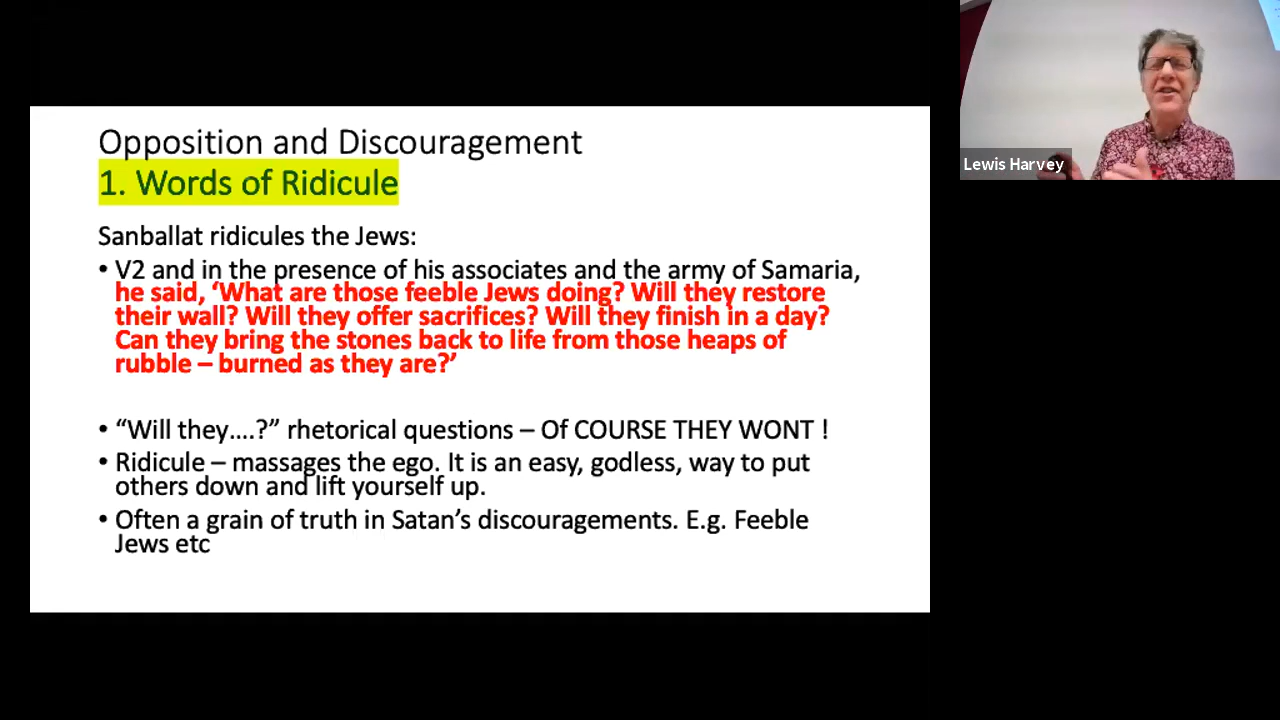 Opposition and Discouragement
1. Words of Ridicule
Sanballat ridicules the Jews:
• V2 and in the presence of his associates and the army of Samaria,
he said, ‘What are those feeble Jews doing? Will they restore
their wall? Will they offer sacrifices? Will they finish in a day?
Can they bring the stones back to life from those heaps of
rubble – burned as they are?’
• “Will they....?” rhetorical questions – Of COURSE THEY WONT !
• Ridicule – massages the ego. It is an easy, godless, way to put
others down and lift yourself up.
• Often a grain of truth in Satan’s discouragements. E.g. Feeble
Jews etc
Lewis Harvey